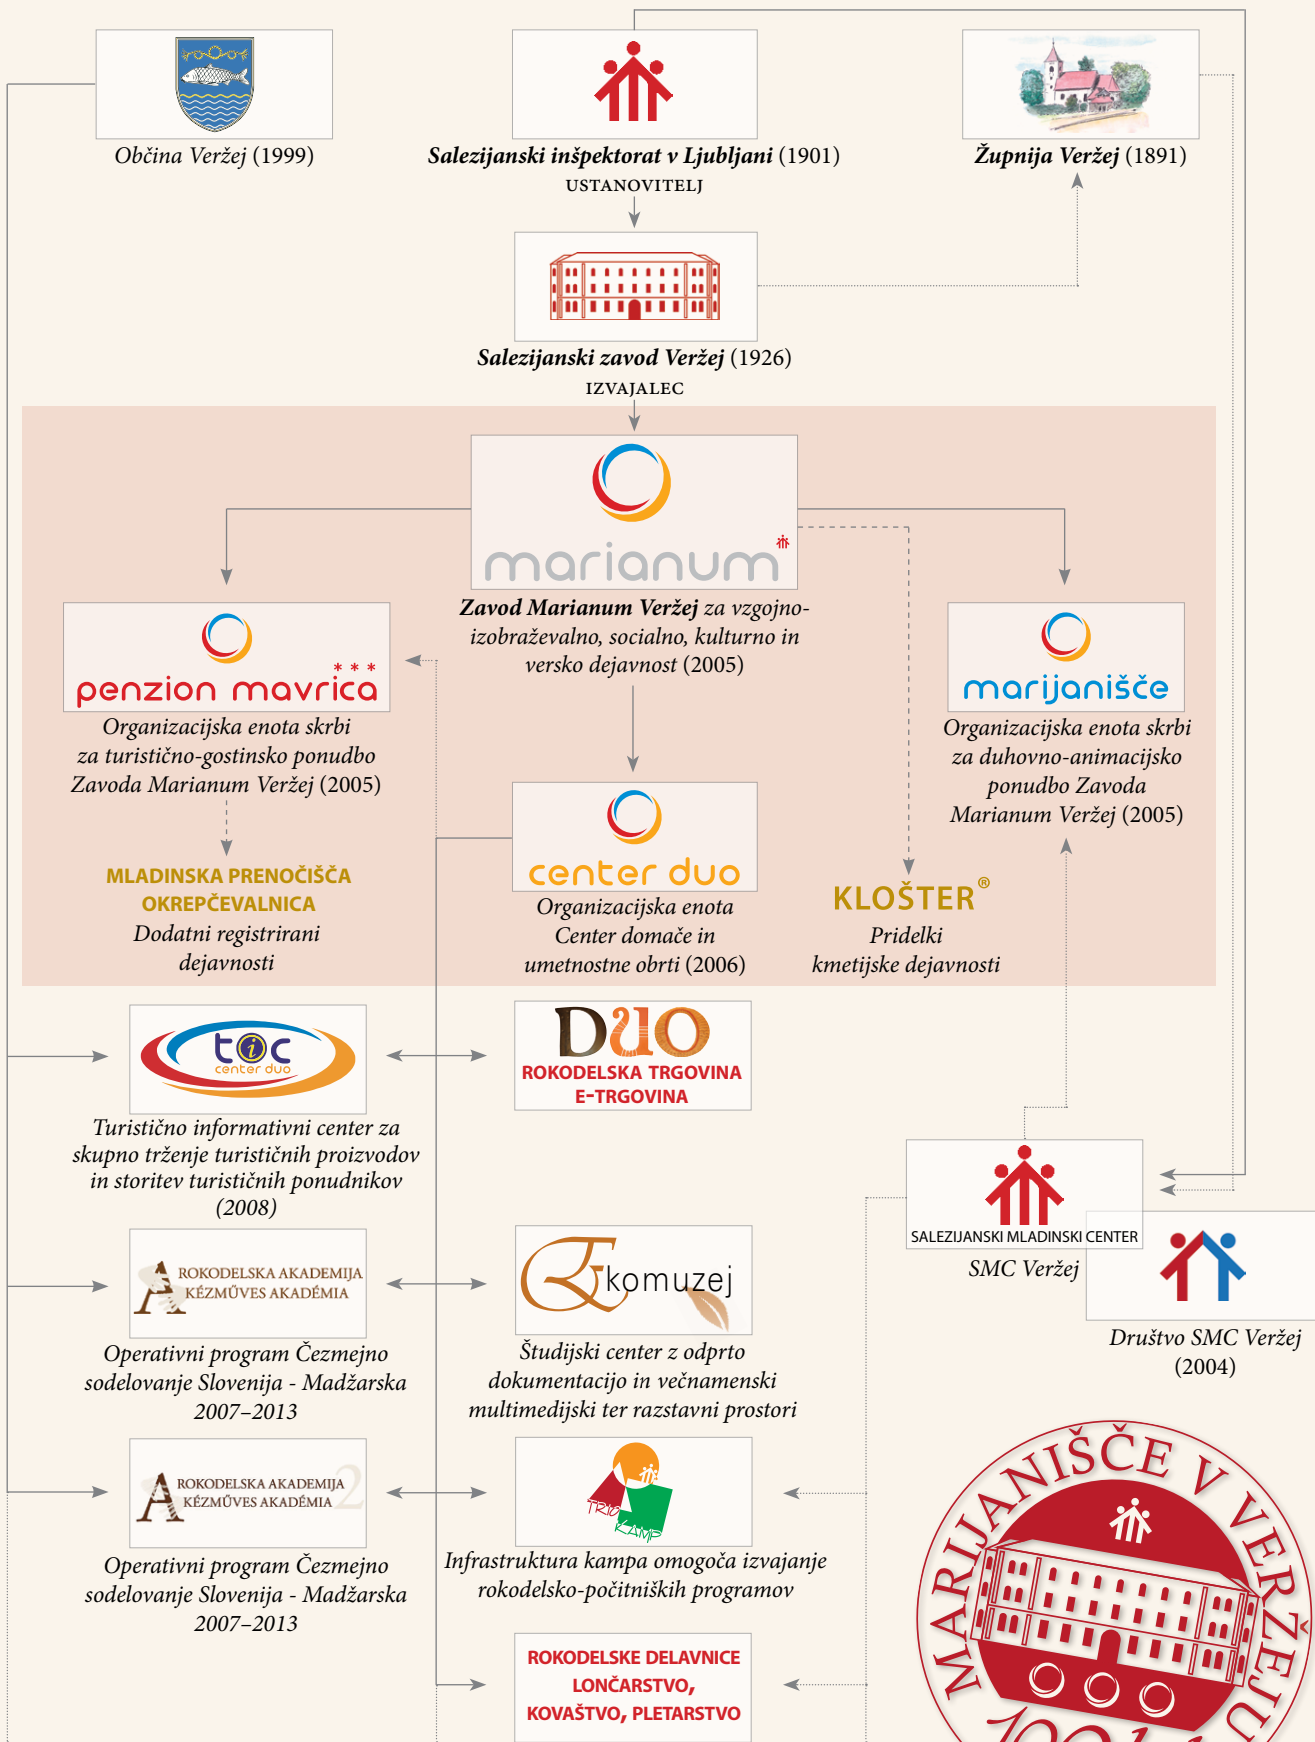 Občina Veržej (1999)
Salezijanski inšpektorat v Ljubljani (1901)
USTANOVITELJ
Župnija Veržej (1891)
Salezijanski zavod Veržej (1926)
IZVAJALEC
marianum
Zavod Marianum Veržej za vzgojno-
izobraževalno, socialno, kulturno in
versko dejavnost (2005)
***
penzion mavrica
Organizacijska enota skrbi
za turistično-gostinsko ponudbo
Zavoda Marianum Veržej (2005)
marijanišče
Organizacijska enota skrbi
za duhovno-animacijsko
ponudbo Zavoda
Marianum Veržej (2005)
MLADINSKA PRENOČIŠČA
OKREPČEVALNICA
Dodatni registrirani
dejavnosti
center duo
Organizacijska enota
Center domače in
umetnostne obrti (2006)
KLOŠTER®
Pridelki
kmetijske dejavnosti
tic
center duo
Turistično informativni center za
skupno trženje turističnih proizvodov
in storitev turističnih ponudnikov
(2008)
DUO
ROKODELSKA TRGOVINA
E-TRGOVINA
SALEZIJANSKI MLADINSKI CENTER
SMC Veržej
Društvo SMC Veržej
(2004)
A ROKODELSKA AKADEMIJA
KÉZMŰVES AKADÉMIA
Operativni program Čezmejno
sodelovanje Slovenija - Madžarska
2007–2013
Ekomuzej
Študijski center z odprto
dokumentacijo in večnamenski
multimedijski ter razstavni prostori
A ROKODELSKA AKADEMIJA
KÉZMŰVES AKADÉMIA 2
Operativni program Čezmejno
sodelovanje Slovenija - Madžarska
2007–2013
TRIO
KAMP
Infrastruktura kampa omogoča izvajanje
rokodelsko-počitniških programov
ROKODELSKE DELAVNICE
LONČARSTVO,
KOVAŠTVO, PLETARSTVO
MARIJANIŠČE V VERŽEJU